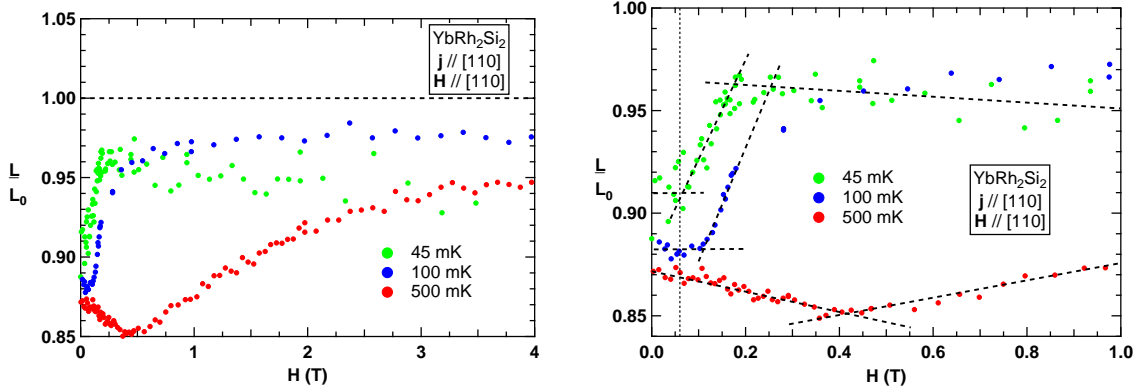 1.05
1.00
0.95
0.90
0.85
L
L0
0
1
2
3
4
H (T)
YbRh2Si2
j // [110]
H // [110]
45 mK
100 mK
500 mK
1.00
0.95
0.90
0.85
L
L0
0.0
0.2
0.4
0.6
0.8
1.0
H (T)
45 mK
100 mK
500 mK
YbRh2Si2
j // [110]
H // [110]